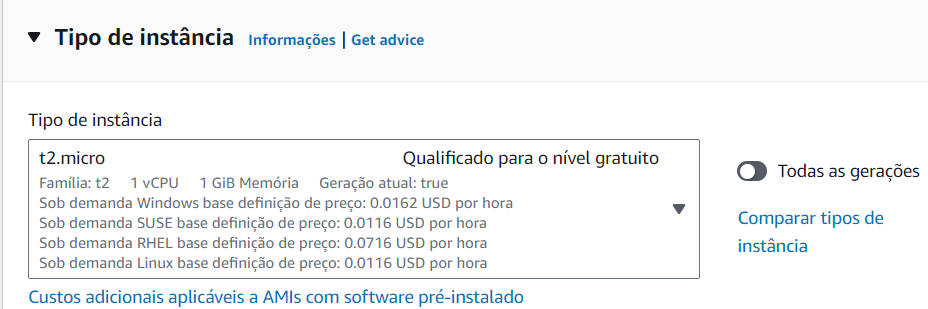 Tipo de instância Informações | Get advice
Tipo de instância
t2.micro Qualificado para o nível gratuito
Família: t2 1 vCPU 1 GiB Memória Geração atual: true
Sob demanda Windows base definição de preço: 0.0162 USD por hora
Sob demanda SUSE base definição de preço: 0.0116 USD por hora
Sob demanda RHEL base definição de preço: 0.0716 USD por hora
Sob demanda Linux base definição de preço: 0.0116 USD por hora
Todas as gerações
Comparar tipos de
instância
Custos adicionais aplicáveis a AMIs com software pré-instalado